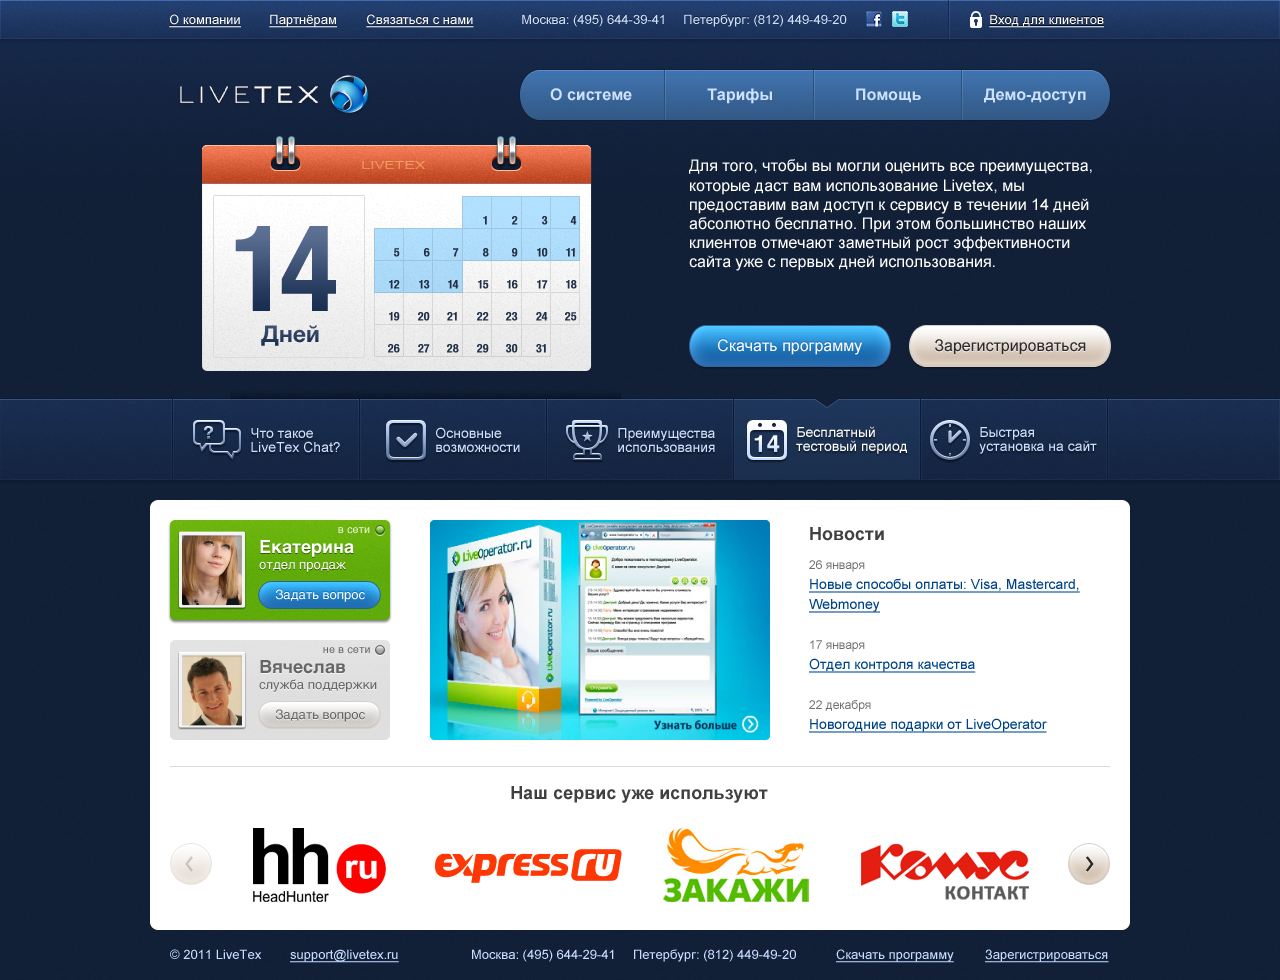 О компании Партнёрам Связаться с нами Москва: (495) 644-39-41 Петербург: (812) 449-49-20 Вход для клиентов
LIVETEX
О системе Тарифы Помощь Демо-доступ
LIVETEX
14
Дней
1 2 3 4
5 6 7 8 9 10 11
12 13 14 15 16 17 18
19 20 21 22 23 24 25
26 27 28 29 30 31
Для того, чтобы вы могли оценить все преимущества,
которые даст вам использование Livetex, мы
предоставим вам доступ к сервису в течении 14 дней
абсолютно бесплатно. При этом большинство наших
клиентов отмечают заметный рост эффективности
сайта уже с первых дней использования.
Скачать программу
Зарегистрироваться
Что такое
LiveTex Chat?
Основные
возможности
Преимущества
использования
14
Бесплатный
тестовый период
Быстрая
установка на сайт
в сети
Екатерина
отдел продаж
Задать вопрос
не в сети
Вячеслав
служба поддержки
Задать вопрос
LiveOperator.ru
LiveOperator.ru
LiveOperator.ru
Ваше сообщение:
Отправить
Узнать больше
Новости
26 января
Новые способы оплаты: Visa, Mastercard,
Webmoney
17 января
Отдел контроля качества
22 декабря
Новогодние подарки от LiveOperator
Наш сервис уже используют
hh ru
HeadHunter
express ru
ЗАКАЖИ
Комус
КОНТАКТ
© 2011 LiveTex support@livetex.ru Москва: (495) 644-29-41 Петербург: (812) 449-49-20 Скачать программу Зарегистрироваться